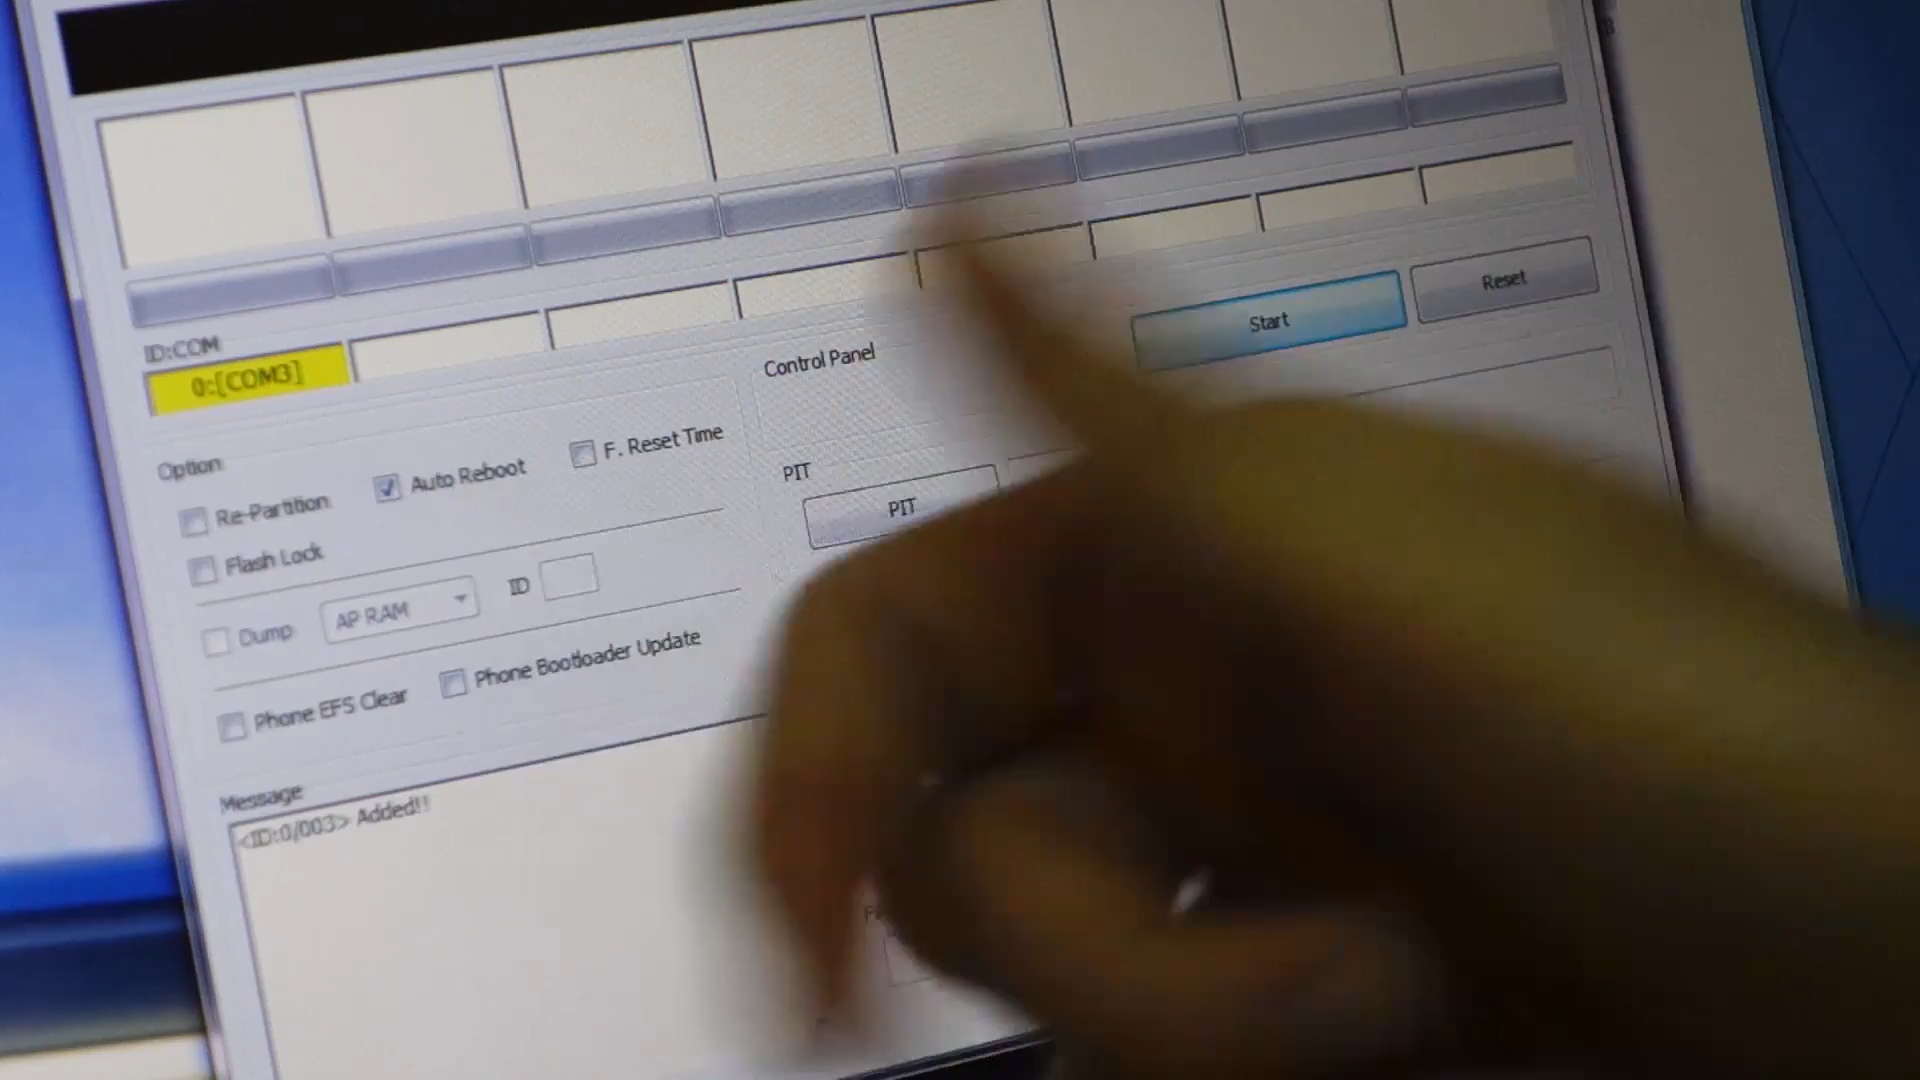 ID:COM
0:[COM3]
Start
Reset
Control Panel
Option
Re-Partition
Auto Reboot
F. Reset Time
Flash Lock
Dump
AP RAM
ID
Phone EFS Clear
Phone Bootloader Update
PIT
PIT
Message
<ID:0/003> Added!!